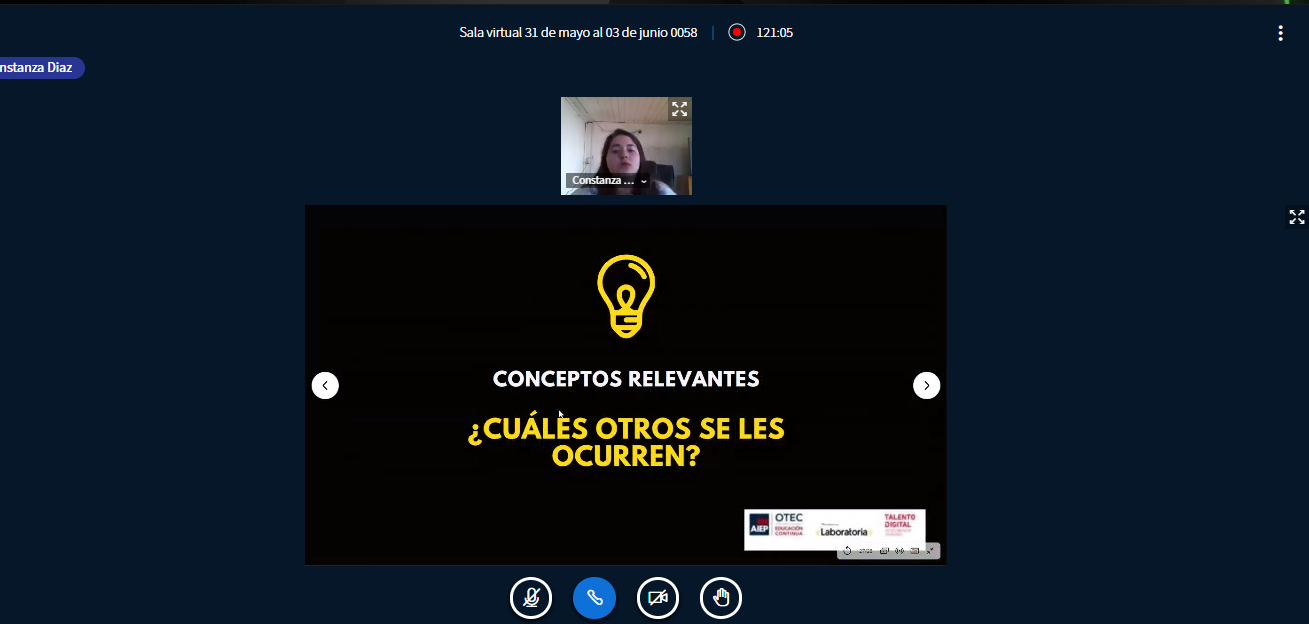 Sala virtual 31 de mayo al 03 de junio 0058 | 121:05
nstanza Diaz
Constanza ...
CONCEPTOS RELEVANTES
¿CUÁLES OTROS SE LES
OCURREN?
AIEP
OTEC
EDUCACIÓN
CONTINUA
Laboratoria
TALENTO
DIGITAL